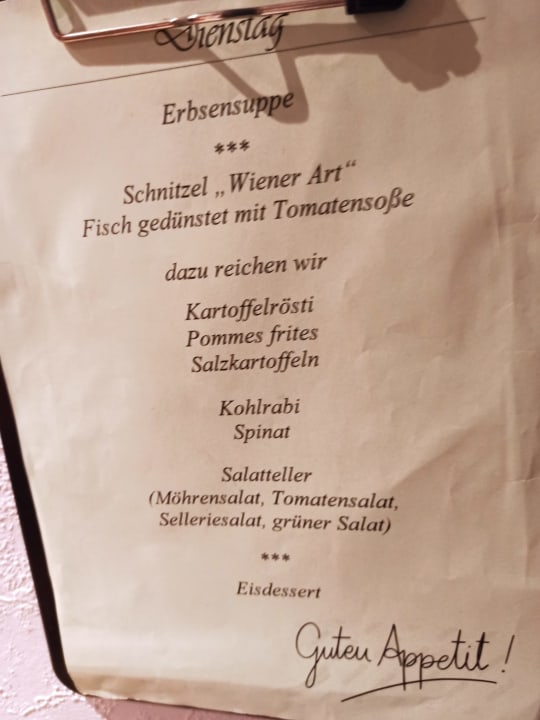 Dienstag
Erbsensuppe
***
Schnitzel „Wiener Art“
Fisch gedünstet mit Tomatensoße
dazu reichen wir
Kartoffelrösti
Pommes frites
Salzkartoffeln
Kohlrabi
Spinat
Salatteller
(Möhrensalat, Tomatensalat,
Selleriesalat, grüner Salat)
***
Eisdessert
Guten Appetit !